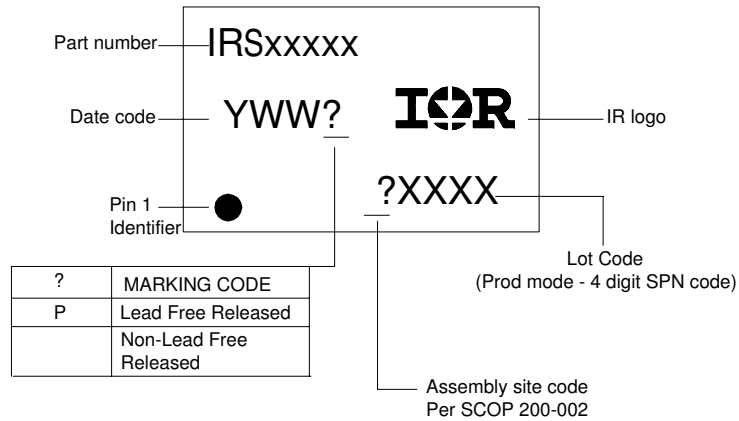 Part number
IRSxxxxx
Date code
YWW?
IOR
IR logo
?XXXX
Pin 1
Identifier
Lot Code
(Prod mode - 4 digit SPN code)
? MARKING CODE
P Lead Free Released
Non-Lead Free
Released
Assembly site code
Per SCOP 200-002